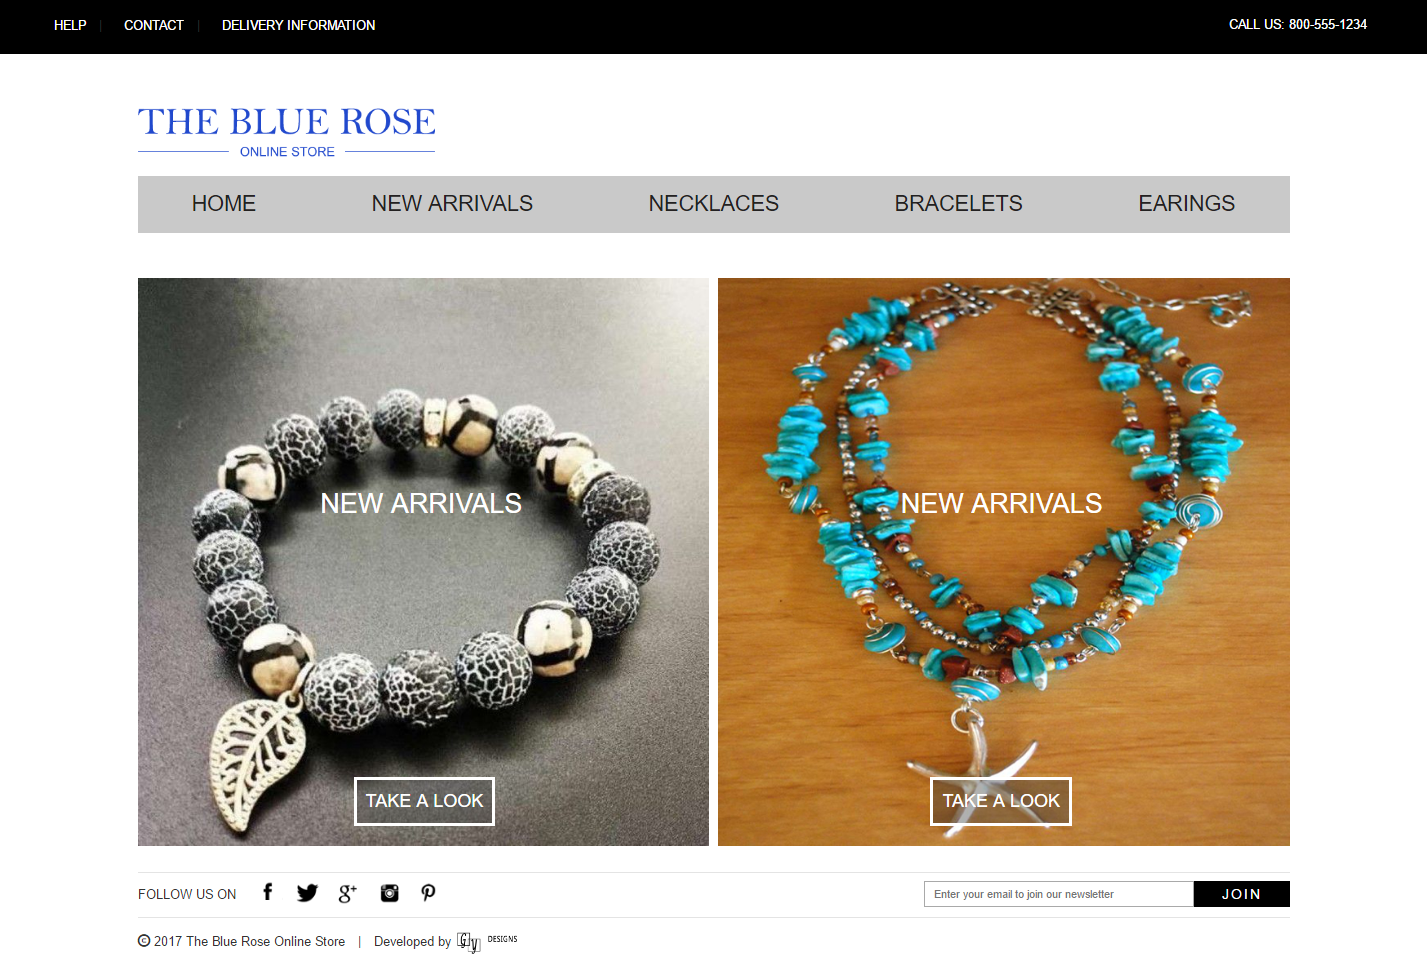 HELP | CONTACT | DELIVERY INFORMATION
CALL US: 800-555-1234
THE BLUE ROSE
ONLINE STORE
HOME NEW ARRIVALS NECKLACES BRACELETS EARINGS
NEW ARRIVALS
TAKE A LOOK
NEW ARRIVALS
TAKE A LOOK
FOLLOW US ON
Enter your email to join our newsletter
JOIN
© 2017 The Blue Rose Online Store | Developed by Gy DESIGNS